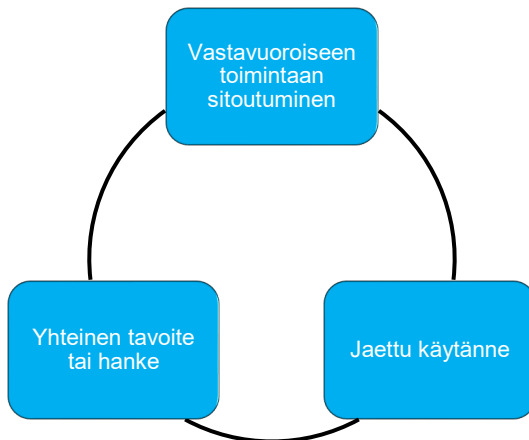 Vastavuoroiseen
toimintaan
sitoutuminen
Yhteinen tavoite
tai hanke
Jaettu käytänne